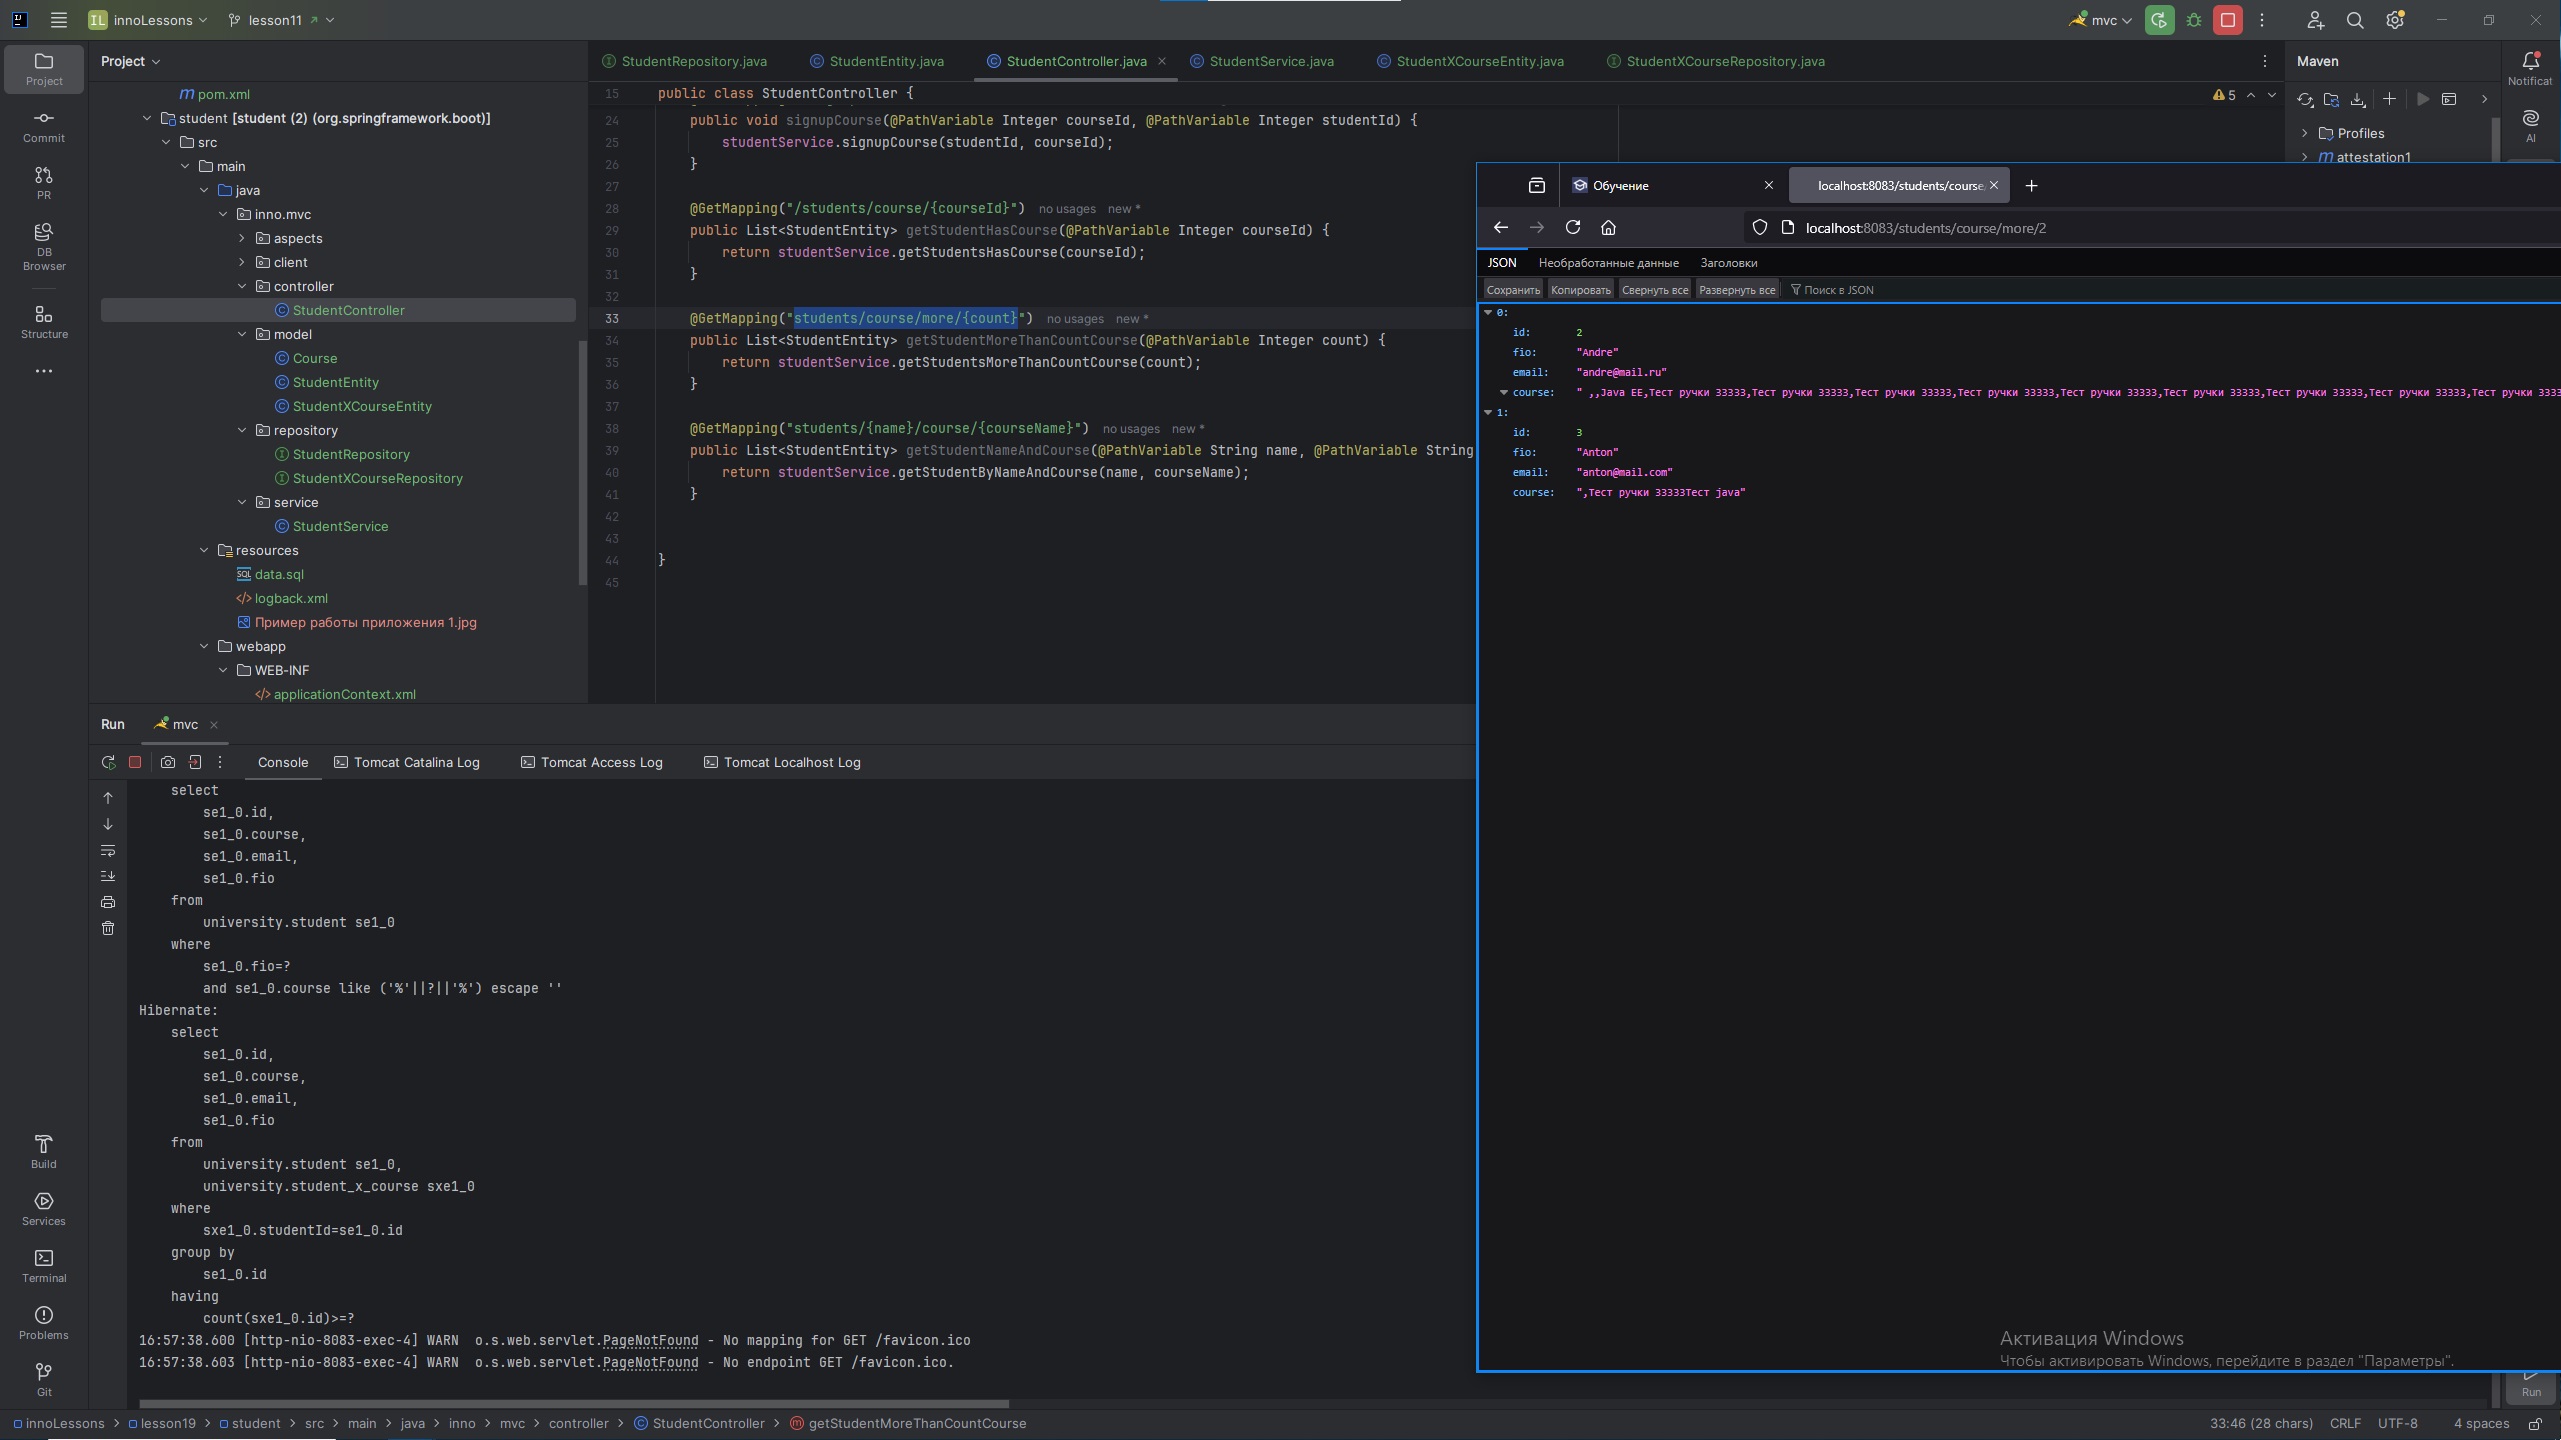 IL innoLessons lesson11 mvc
Project
Commit
PR
DB
Browser
Structure
Build
Services
Terminal
Problems
Git
Project
pom.xml
student [student (2) (org.springframework.boot)]
src
main
java
inno.mvc
aspects
client
controller
StudentController
model
Course
StudentEntity
StudentXCourseEntity
repository
StudentRepository
StudentXCourseRepository
service
StudentService
resources
data.sql
logback.xml
Пример работы приложения 1.jpg
webapp
WEB-INF
applicationContext.xml
StudentRepository.java StudentEntity.java StudentController.java StudentService.java StudentXCourseEntity.java StudentXCourseRepository.java
15 public class StudentController {
5
24 public void signupCourse(@PathVariable Integer courseId, @PathVariable Integer studentId) {
25 studentService.signupCourse(studentId, courseId);
26 }
27
28 @GetMapping("/students/course/{courseId}") no usages new *
29 public List<StudentEntity> getStudentHasCourse(@PathVariable Integer courseId) {
30 return studentService.getStudentsHasCourse(courseId);
31 }
32
33 @GetMapping("students/course/more/{count}") no usages new *
34 public List<StudentEntity> getStudentMoreThanCountCourse(@PathVariable Integer count) {
35 return studentService.getStudentsMoreThanCountCourse(count);
36 }
37
38 @GetMapping("students/{name}/course/{courseName}") no usages new *
39 public List<StudentEntity> getStudentNameAndCourse(@PathVariable String name, @PathVariable String
40 return studentService.getStudentByNameAndCourse(name, courseName);
41 }
42
43
44 }
45
Maven
Profiles
attestation1
Notificat
AI
Run
Обучение localhost:8083/students/course
localhost:8083/students/course/more/2
JSON Необработанные данные Заголовки
Сохранить Копировать Свернуть все Развернуть все Поиск в JSON
0:
id: 2
fio: "Andre"
email: "andre@mail.ru"
course: " ,,Java EE,Тест ручки 33333,Тест ручки 33333,Тест ручки 33333,Тест ручки 33333,Тест ручки 33333,Тест ручки 33333,Тест ручки 33333,Тест ручки 33333,Тест ручки 3333
1:
id: 3
fio: "Anton"
email: "anton@mail.com"
course: ",Тест ручки 33333Тест java"
Активация Windows
Чтобы активировать Windows, перейдите в раздел "Параметры".
Run mvc
Console Tomcat Catalina Log Tomcat Access Log Tomcat Localhost Log
select
se1_0.id,
se1_0.course,
se1_0.email,
se1_0.fio
from
university.student se1_0
where
se1_0.fio=?
and se1_0.course like ('%'||?||'%') escape ''
Hibernate:
select
se1_0.id,
se1_0.course,
se1_0.email,
se1_0.fio
from
university.student se1_0,
university.student_x_course sxe1_0
where
sxe1_0.studentId=se1_0.id
group by
se1_0.id
having
count(sxe1_0.id)>=?
16:57:38.600 [http-nio-8083-exec-4] WARN o.s.web.servlet.PageNotFound - No mapping for GET /favicon.ico
16:57:38.603 [http-nio-8083-exec-4] WARN o.s.web.servlet.PageNotFound - No endpoint GET /favicon.ico.
innoLessons > lesson19 > student > src > main > java > inno > mvc > controller > StudentController > getStudentMoreThanCountCourse
33:46 (28 chars) CRLF UTF-8 4 spaces